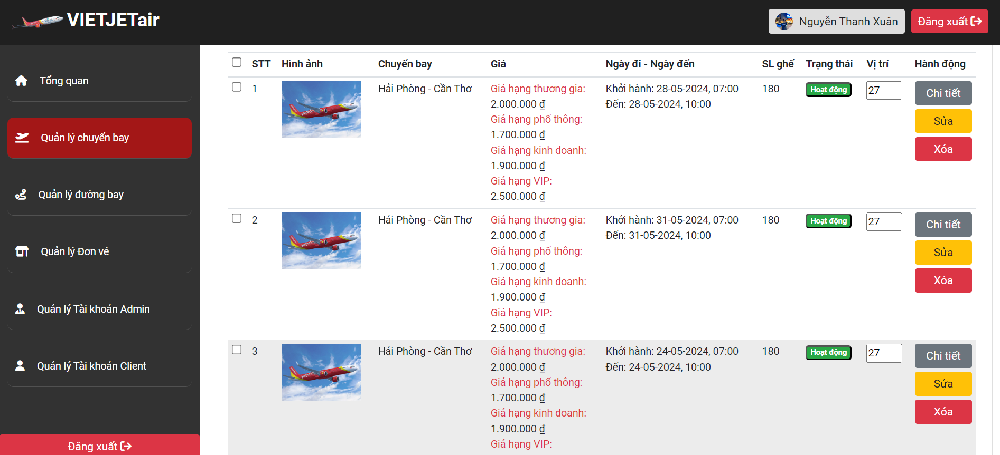 VIETJETair
Nguyễn Thanh Xuân
Đăng xuất
Tổng quan
Quản lý chuyến bay
Quản lý đường bay
Quản lý Đơn vé
Quản lý Tài khoản Admin
Quản lý Tài khoản Client
Đăng xuất
STT Hình ảnh Chuyến bay Giá Ngày đi - Ngày đến SL ghế Trạng thái Vị trí Hành động
1 Hải Phòng - Cần Thơ Giá hạng thương gia: Khởi hành: 28-05-2024, 07:00 180 Hoạt động 27 Chi tiết
2.000.000 ₫ Đến: 28-05-2024, 10:00
Giá hạng phổ thông: Sửa
1.700.000 ₫
Giá hạng kinh doanh: Xóa
1.900.000 ₫
Giá hạng VIP:
2.500.000 ₫
2 Hải Phòng - Cần Thơ Giá hạng thương gia: Khởi hành: 31-05-2024, 07:00 180 Hoạt động 27 Chi tiết
2.000.000 ₫ Đến: 31-05-2024, 10:00
Giá hạng phổ thông: Sửa
1.700.000 ₫
Giá hạng kinh doanh: Xóa
1.900.000 ₫
Giá hạng VIP:
2.500.000 ₫
3 Hải Phòng - Cần Thơ Giá hạng thương gia: Khởi hành: 24-05-2024, 07:00 180 Hoạt động 27 Chi tiết
2.000.000 ₫ Đến: 24-05-2024, 10:00
Giá hạng phổ thông: Sửa
1.700.000 ₫
Giá hạng kinh doanh: Xóa
1.900.000 ₫
Giá hạng VIP: